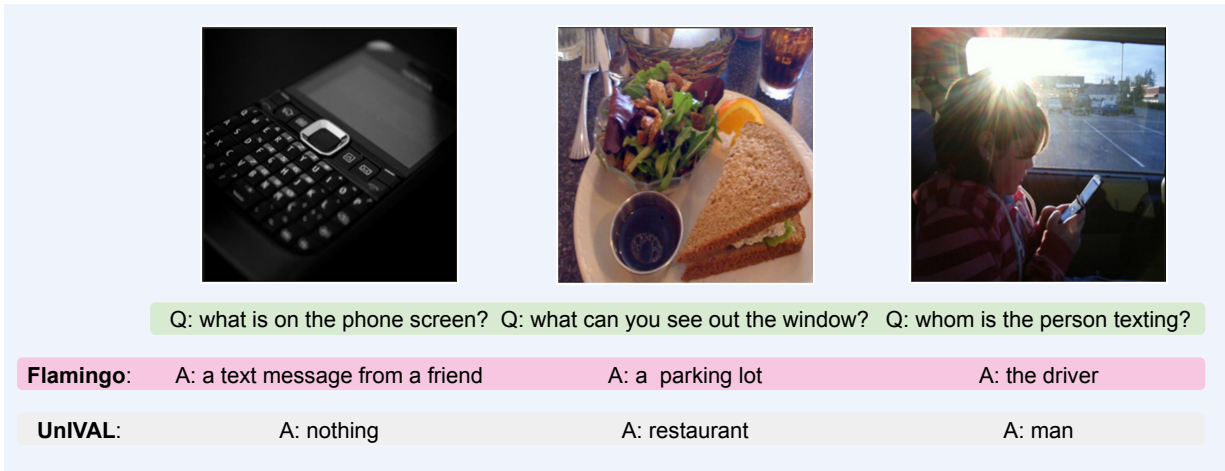 Q: what is on the phone screen? Q: what can you see out the window? Q: whom is the person texting?
Flamingo: A: a text message from a friend A: a parking lot A: the driver
UnIVAL: A: nothing A: restaurant A: man